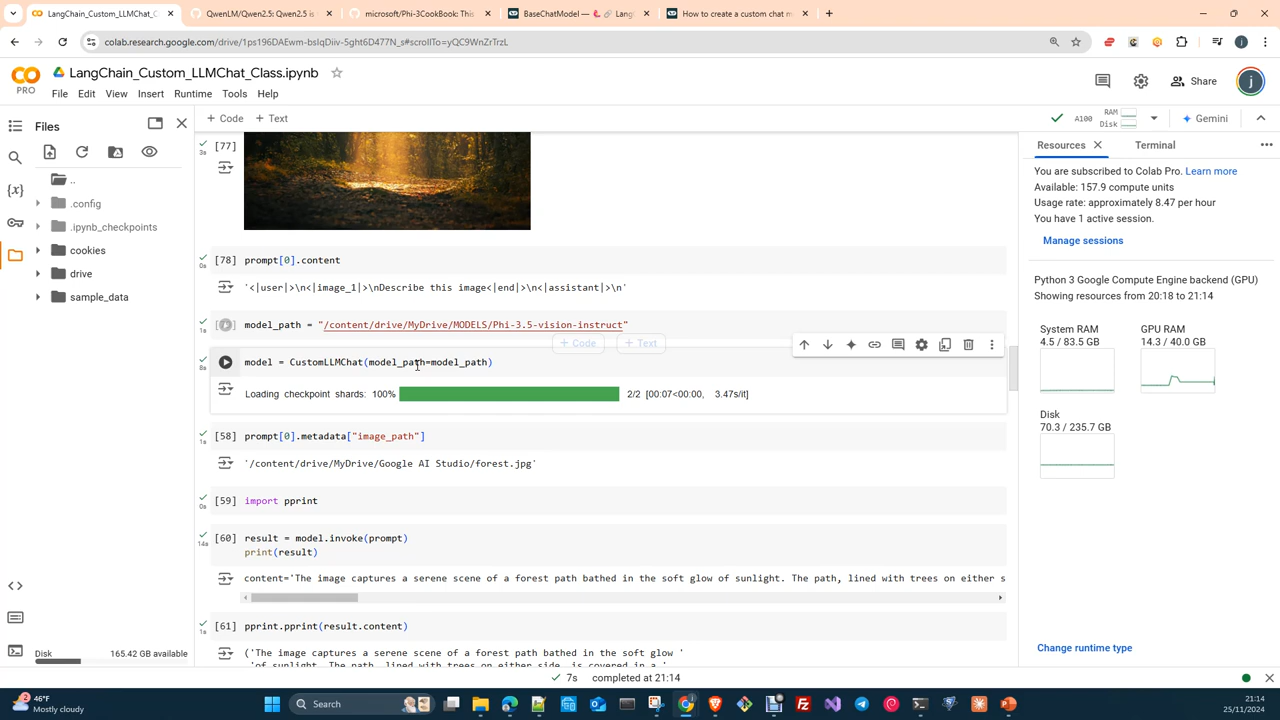 LangChain_Custom_LLMChat_C
QwenLM/Qwen2.5: Qwen2.5 is
microsoft/Phi-3CookBook: This
BaseChatModel — 🦜️🔗 Lang
How to create a custom chat m
colab.research.google.com/drive/1ps196DAEwm-bsIqDiiv-5ght6D477N_s#scrollTo=yQC9WnZrTrzL
PRO
LangChain_Custom_LLMChat_Class.ipynb
File Edit View Insert Runtime Tools Help
Share
+ Code + Text
A100
RAM
Disk
Gemini
Files
..
.config
.ipynb_checkpoints
cookies
drive
sample_data
Disk
165.42 GB available
[77]
3s
[78] prompt[0].content
0s
'<|user|>\n<|image_1|>\nDescribe this image<|end|>\n<|assistant|>\n'
model_path = "/content/drive/MyDrive/MODELS/Phi-3.5-vision-instruct"
1s
+ Code + Text
model = CustomLLMChat(model_path=model_path)
8s
Loading checkpoint shards: 100% 2/2 [00:07<00:00, 3.47s/it]
[58] prompt[0].metadata["image_path"]
1s
'/content/drive/MyDrive/Google AI Studio/forest.jpg'
[59] import pprint
0s
[60] result = model.invoke(prompt)
14s
print(result)
content='The image captures a serene scene of a forest path bathed in the soft glow of sunlight. The path, lined with trees on either s
[61] pprint.pprint(result.content)
1s
('The image captures a serene scene of a forest path bathed in the soft glow '
'of sunlight. The path, lined with trees on either side, is covered in a '
Resources
Terminal
You are subscribed to Colab Pro. Learn more
Available: 157.9 compute units
Usage rate: approximately 8.47 per hour
You have 1 active session.
Manage sessions
Python 3 Google Compute Engine backend (GPU)
Showing resources from 20:18 to 21:14
System RAM
4.5 / 83.5 GB
GPU RAM
14.3 / 40.0 GB
Disk
70.3 / 235.7 GB
Change runtime type
7s completed at 21:14
46°F
Mostly cloudy
Search
21:14
25/11/2024